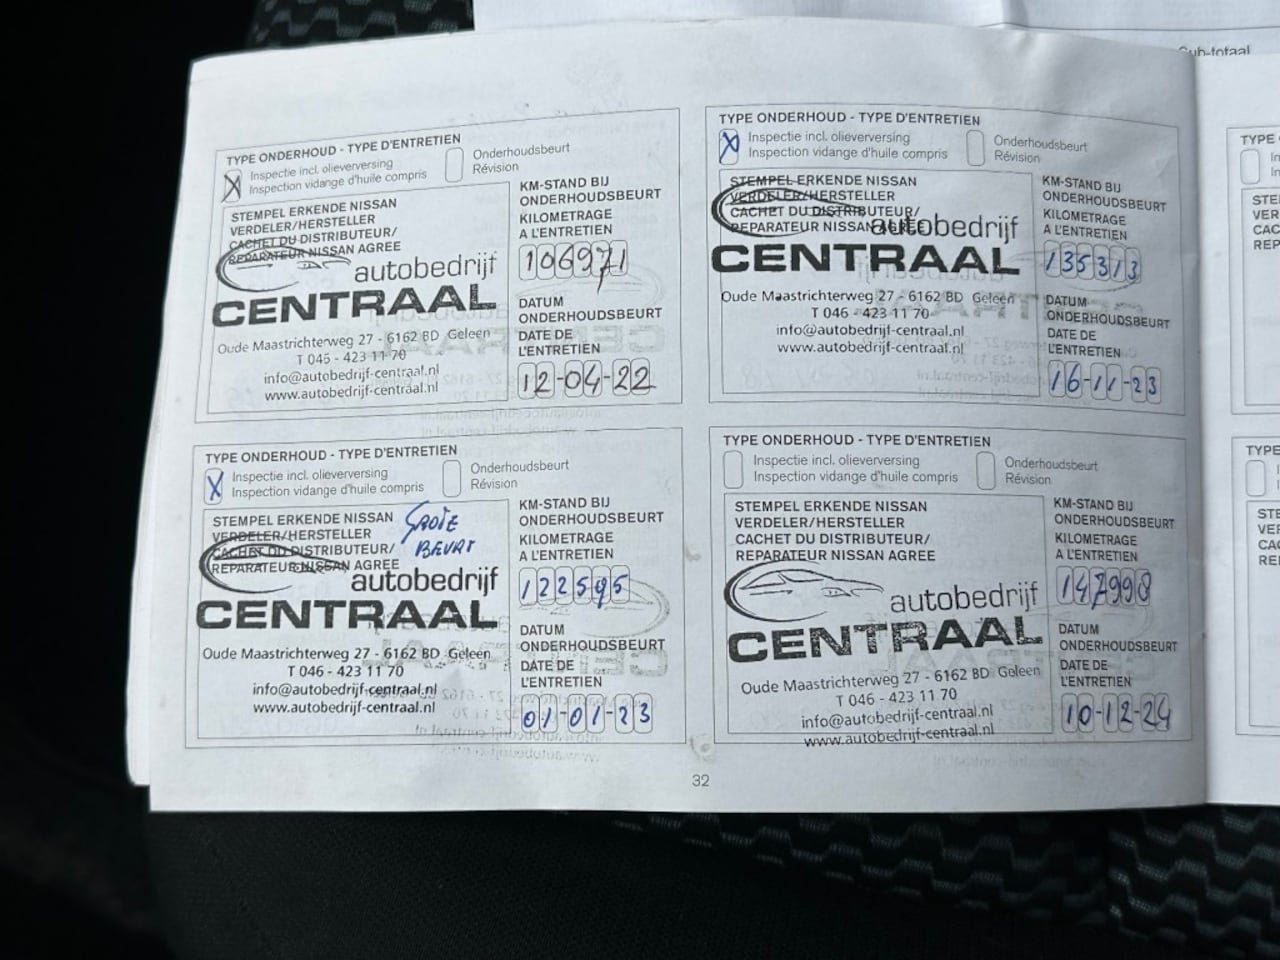 Sub-totaal
TYPE ONDERHOUD - TYPE D'ENTRETIEN
X Inspectie incl. olieverversing
Inspection vidange d'huile compris
Onderhoudsbeurt
Révision
STEMPEL ERKENDE NISSAN
VERDELER/HERSTELLER
CACHET DU DISTRIBUTEUR/
REPARATEUR NISSAN AGREE
autobedrijf
CENTRAAL
Oude Maastrichterweg 27 - 6162 BD Geleen
T 046 - 423 11 70
info@autobedrijf-centraal.nl
www.autobedrijf-centraal.nl
KM-STAND BIJ
ONDERHOUDSBEURT
KILOMETRAGE
A L'ENTRETIEN
106971
DATUM
ONDERHOUDSBEURT
DATE DE
L'ENTRETIEN
12-04-22
TYPE ONDERHOUD - TYPE D'ENTRETIEN
X Inspectie incl. olieverversing
Inspection vidange d'huile compris
Onderhoudsbeurt
Révision
STEMPEL ERKENDE NISSAN
VERDELER/HERSTELLER
CACHET DU DISTRIBUTEUR/
REPARATEUR NISSAN AGREE
autobedrijf
CENTRAAL
Oude Maastrichterweg 27 - 6162 BD Geleen
T 046 - 423 11 70
info@autobedrijf-centraal.nl
www.autobedrijf-centraal.nl
KM-STAND BIJ
ONDERHOUDSBEURT
KILOMETRAGE
A L'ENTRETIEN
135313
DATUM
ONDERHOUDSBEURT
DATE DE
L'ENTRETIEN
16-11-23
TYPE ONDERHOUD - TYPE D'ENTRETIEN
X Inspectie incl. olieverversing
Inspection vidange d'huile compris
Onderhoudsbeurt
Révision
STEMPEL ERKENDE NISSAN
VERDELER/HERSTELLER
CACHET DU DISTRIBUTEUR/
REPARATEUR NISSAN AGREE
GROTE
BEURT
autobedrijf
CENTRAAL
Oude Maastrichterweg 27 - 6162 BD Geleen
T 046 - 423 11 70
info@autobedrijf-centraal.nl
www.autobedrijf-centraal.nl
KM-STAND BIJ
ONDERHOUDSBEURT
KILOMETRAGE
A L'ENTRETIEN
122595
DATUM
ONDERHOUDSBEURT
DATE DE
L'ENTRETIEN
01-01-23
TYPE ONDERHOUD - TYPE D'ENTRETIEN
Inspectie incl. olieverversing
Inspection vidange d'huile compris
Onderhoudsbeurt
Révision
STEMPEL ERKENDE NISSAN
VERDELER/HERSTELLER
CACHET DU DISTRIBUTEUR/
REPARATEUR NISSAN AGREE
autobedrijf
CENTRAAL
Oude Maastrichterweg 27 - 6162 BD Geleen
T 046 - 423 11 70
info@autobedrijf-centraal.nl
www.autobedrijf-centraal.nl
KM-STAND BIJ
ONDERHOUDSBEURT
KILOMETRAGE
A L'ENTRETIEN
147998
DATUM
ONDERHOUDSBEURT
DATE DE
L'ENTRETIEN
10-12-24
32